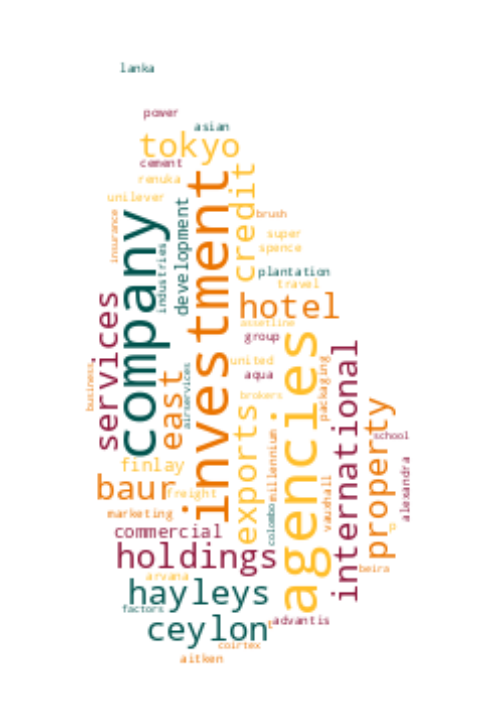 lanka
power
asian
tokyo
cement
renuka
unilever
insurance
industries
company
development
investment
credit
brush
super
spence
plantation
travel
hotel
assetline
group
united
aqua
brokers
services
business
east
airservices
finlay
baur
freight
marketing
commercial
holdings
arvana
hayleys
factors
ceylon
aitken
coirtex
t
advantis
exports
colombo
millennium
agencies
packaging
vauxhall
international
property
school
alexandra
beira